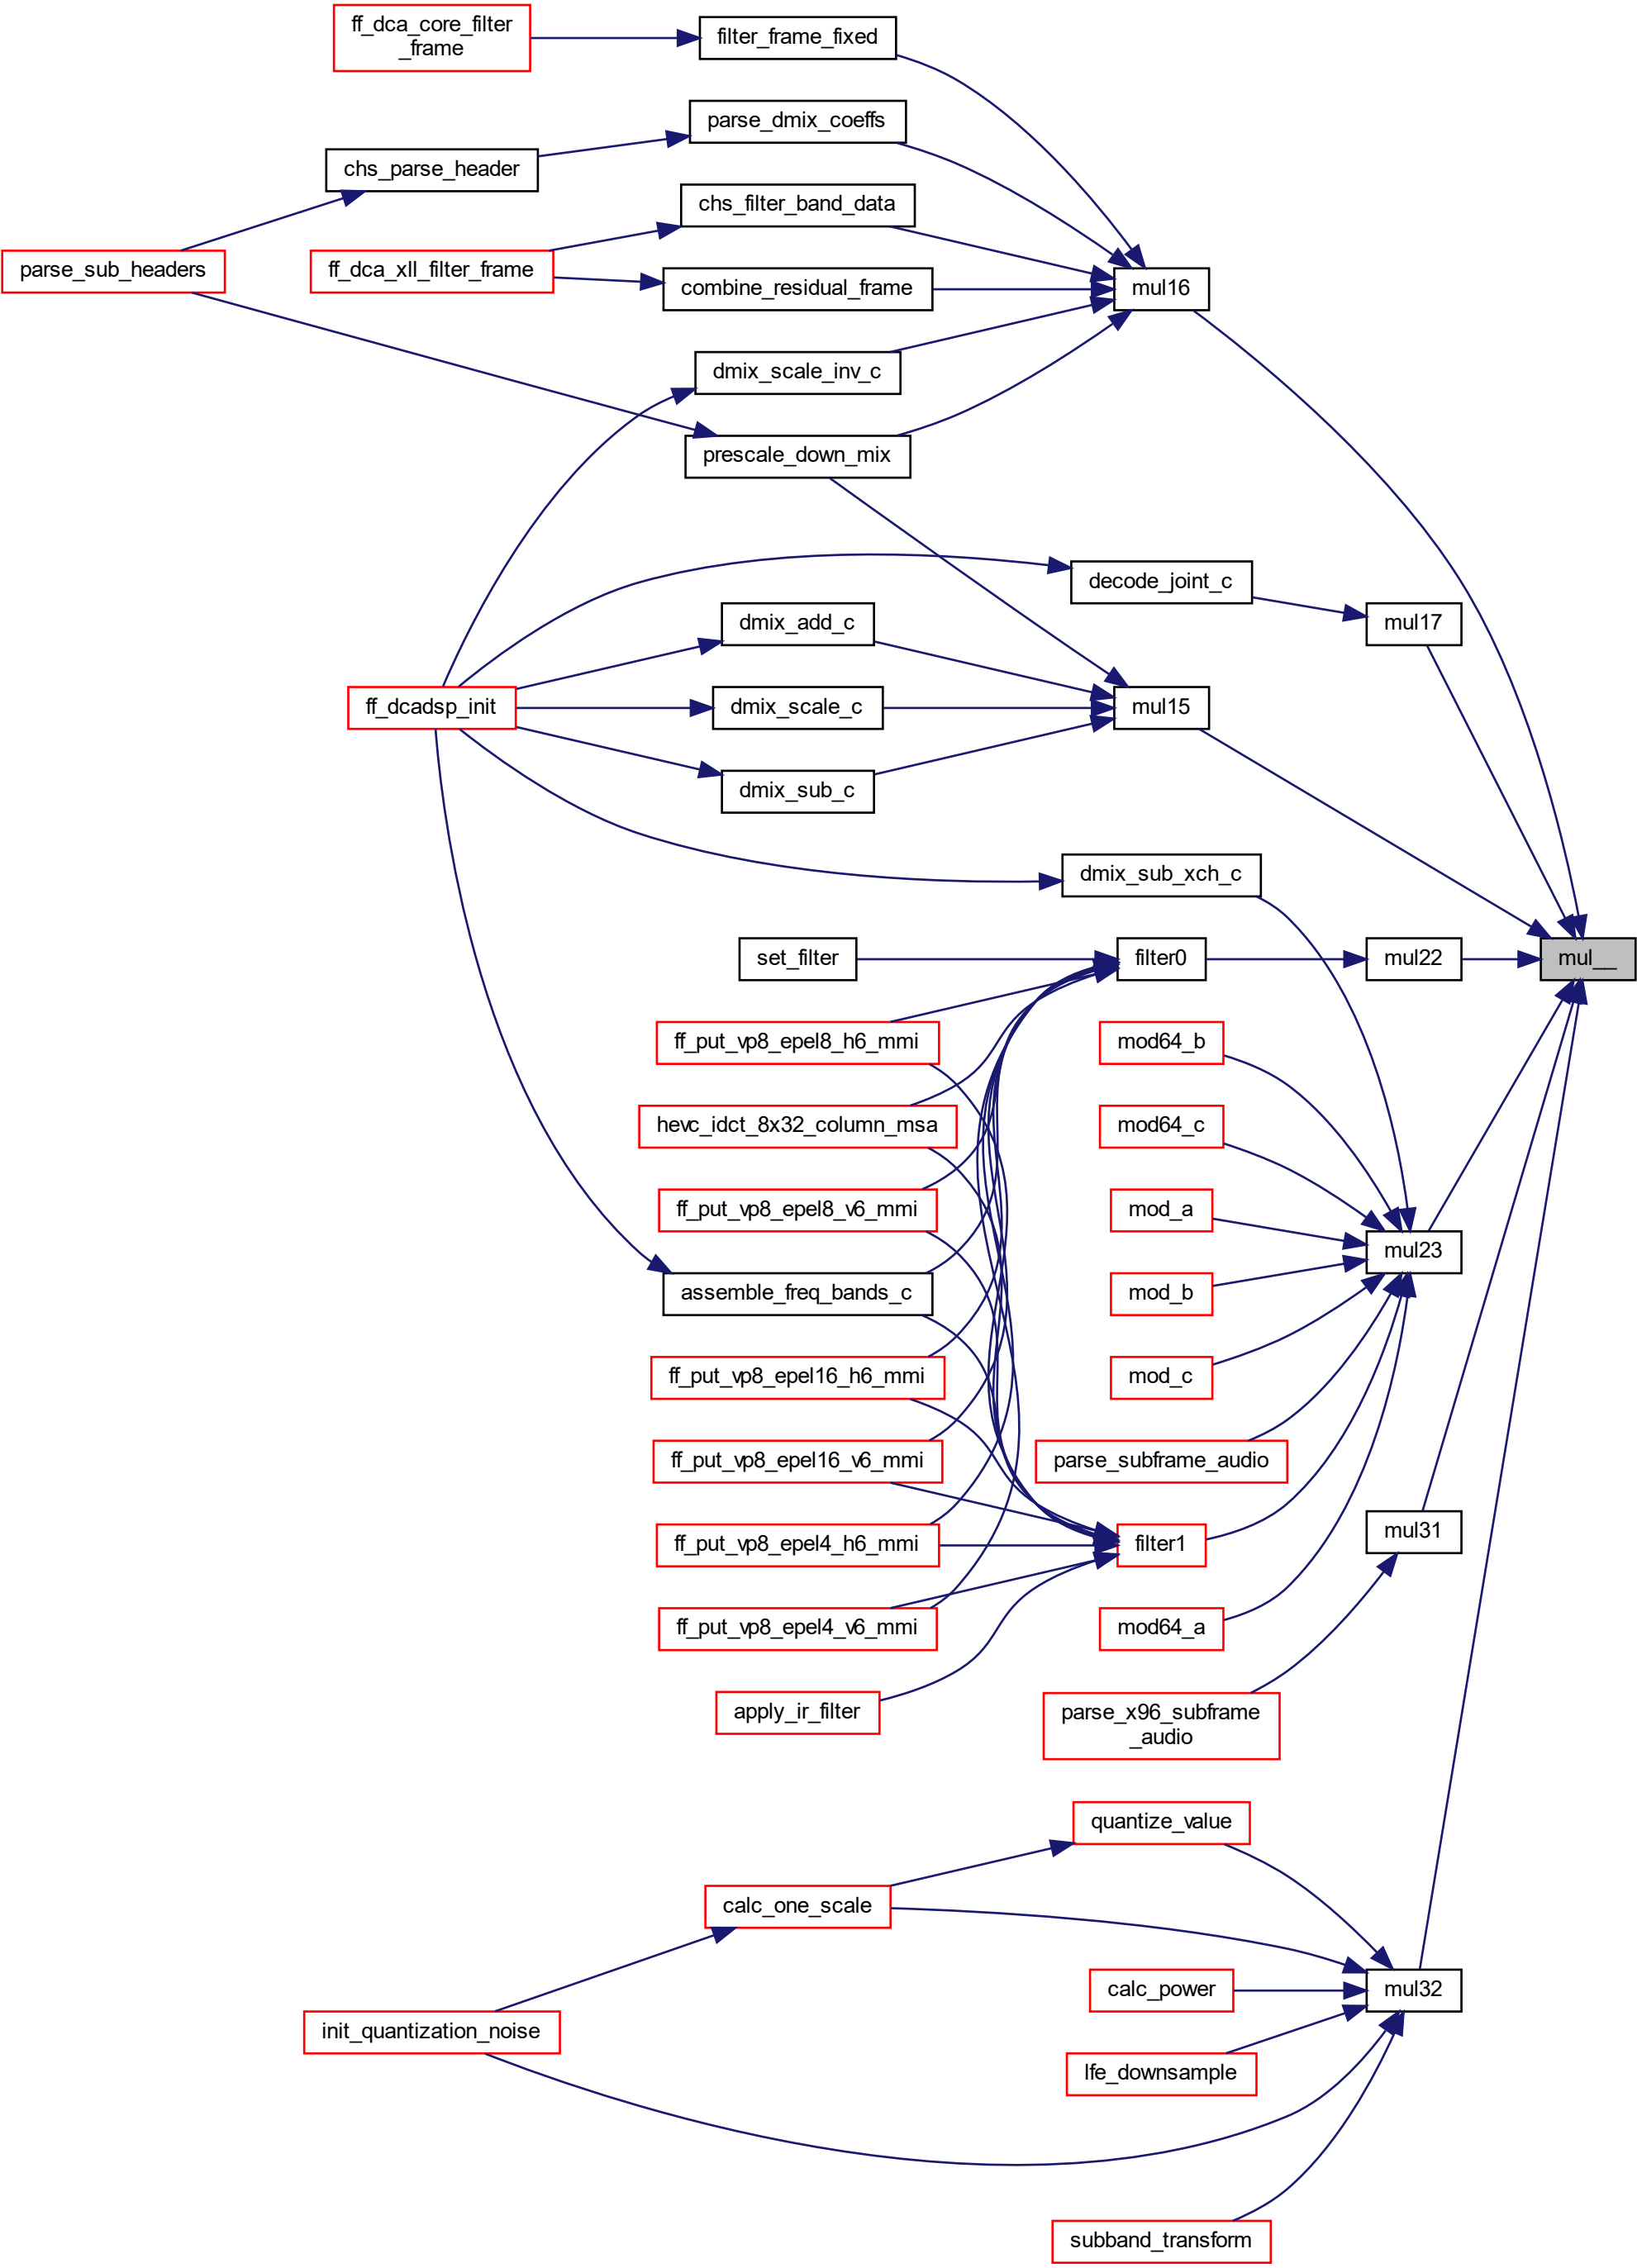 ff_dca_core_filter
_frame
filter_frame_fixed
parse_dmix_coeffs
chs_parse_header
chs_filter_band_data
parse_sub_headers
ff_dca_xll_filter_frame
combine_residual_frame
mul16
dmix_scale_inv_c
prescale_down_mix
decode_joint_c
mul17
dmix_add_c
ff_dcadsp_init
dmix_scale_c
mul15
dmix_sub_c
dmix_sub_xch_c
set_filter
filter0
mul22
mul__
ff_put_vp8_epel8_h6_mmi
mod64_b
hevc_idct_8x32_column_msa
mod64_c
ff_put_vp8_epel8_v6_mmi
mod_a
mul23
assemble_freq_bands_c
mod_b
ff_put_vp8_epel16_h6_mmi
mod_c
ff_put_vp8_epel16_v6_mmi
parse_subframe_audio
ff_put_vp8_epel4_h6_mmi
filter1
mul31
ff_put_vp8_epel4_v6_mmi
mod64_a
apply_ir_filter
parse_x96_subframe
_audio
quantize_value
calc_one_scale
calc_power
mul32
init_quantization_noise
lfe_downsample
subband_transform